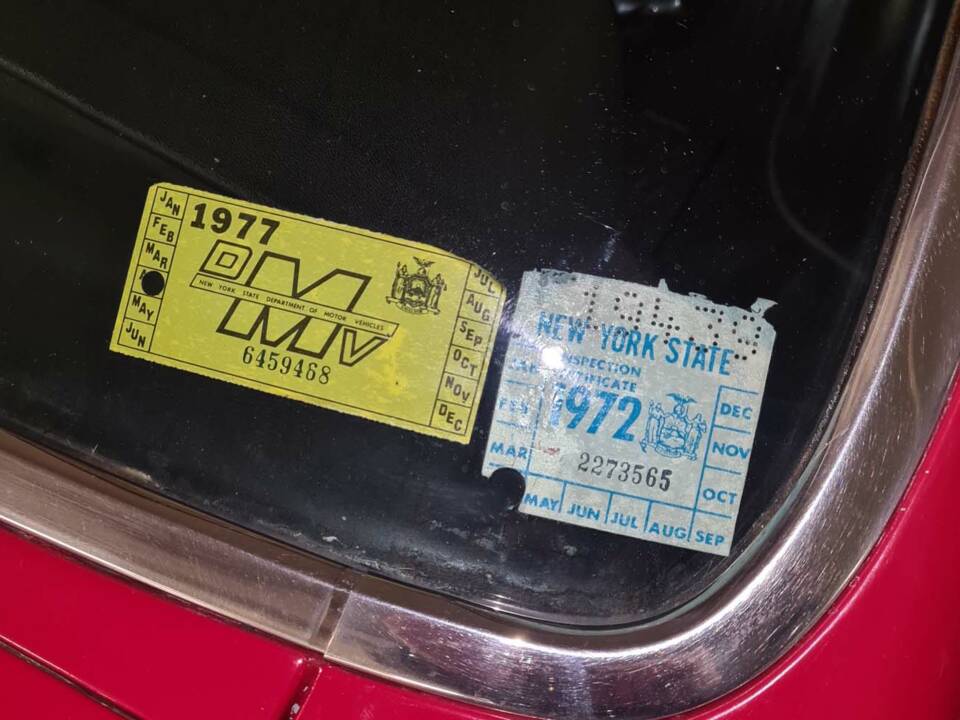 1977
JAN
FEB
MAR
MAY
JUN
DMV
NEW YORK STATE DEPARTMENT OF MOTOR VEHICLES
6459468
JUL
AUG
SEP
OCT
NOV
DEC
NEW YORK STATE
INSPECTION
CERTIFICATE
1972
2273565
FEB
MAR
MAY
JUN
JUL
AUG
SEP
OCT
NOV
DEC